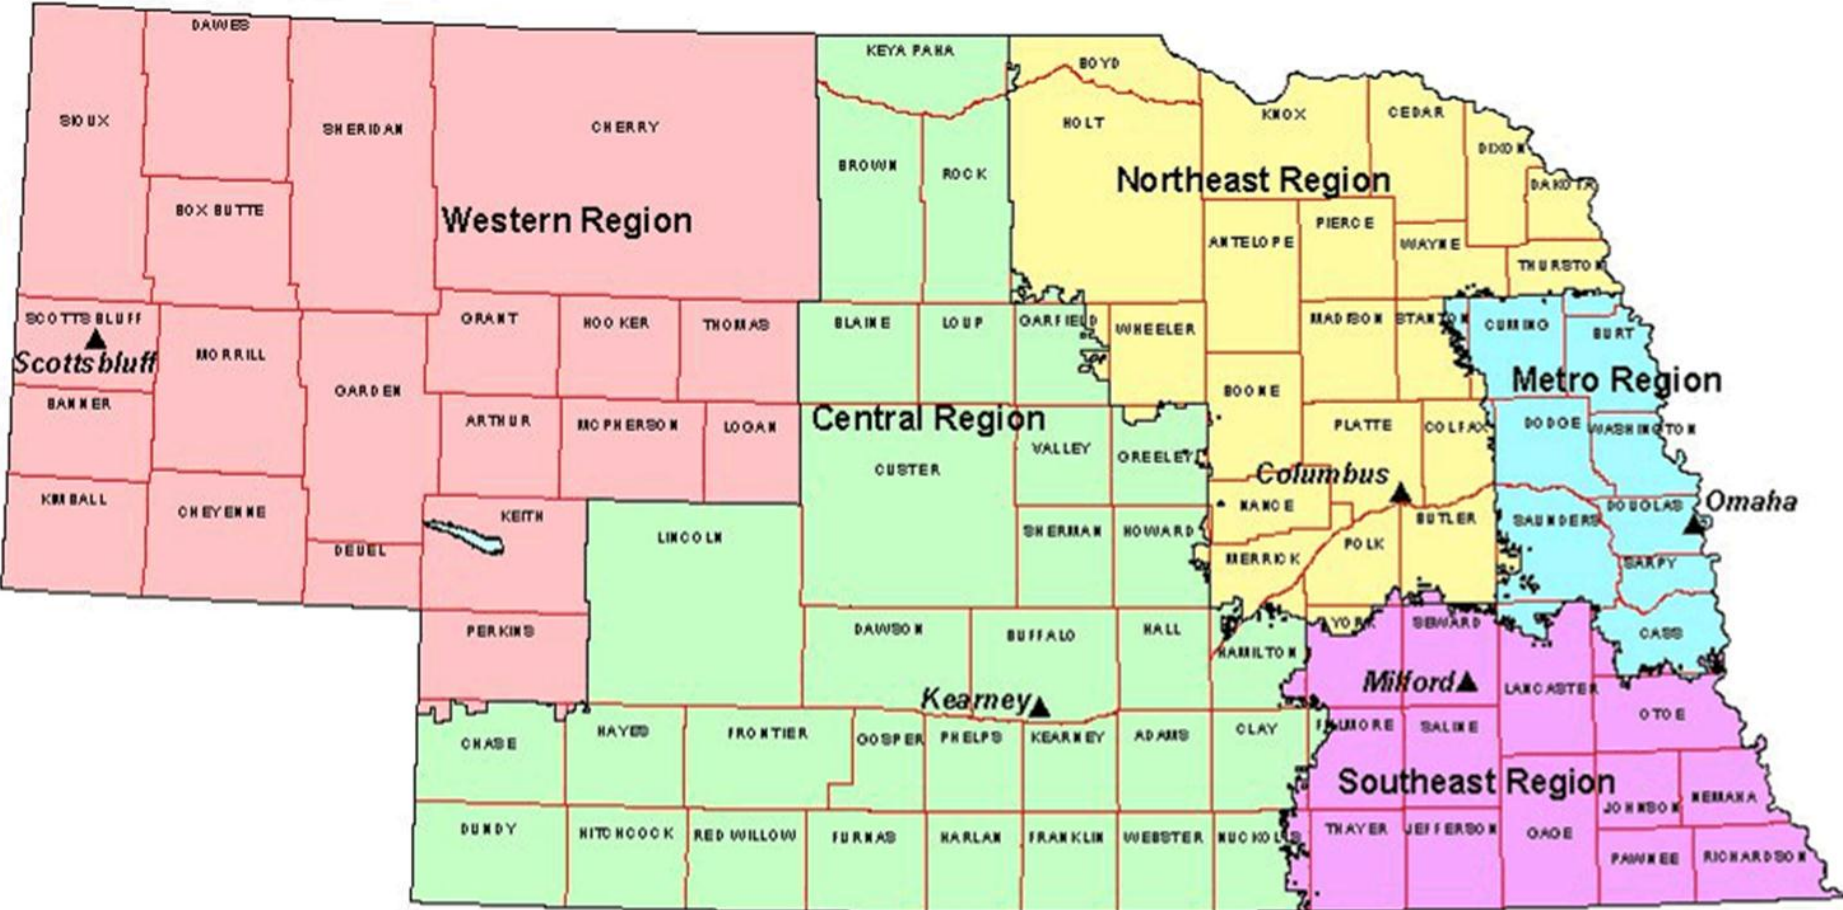 DAWES
KEYA PAHA
BOYD
SIOUX
SHERIDAN
CHERRY
HOLT
KNOX
CEDAR
DIXON
BROWN
ROCK
Northeast Region
DAKOTA
BOX BUTTE
Western Region
ANTELOPE
PIERCE
WAYNE
THURSTON
SCOTTS BLUFF
GRANT
HOOKER
THOMAS
BLAINE
LOUP
GARFIELD
WHEELER
MADISON
STANTON
CUMING
BURT
Scottsbluff
MORRILL
GARDEN
BOONE
Metro Region
BANNER
ARTHUR
MCPHERSON
LOGAN
Central Region
VALLEY
GREELEY
PLATTE
COLFAX
DODGE
WASHINGTON
CUSTER
Columbus
KIMBALL
CHEYENNE
KEITH
NANCE
BUTLER
SAUNDERS
DOUGLAS
Omaha
DEUEL
LINCOLN
SHERMAN
HOWARD
MERRICK
POLK
SARPY
PERKINS
DAWSON
BUFFALO
HALL
HAMILTON
YORK
SEWARD
CASS
Kearney
Milford
LANCASTER
CHASE
HAYES
FRONTIER
GOSPER
PHELPS
KEARNEY
ADAMS
CLAY
FILLMORE
SALINE
OTOE
Southeast Region
DUNDY
HITCHCOCK
RED WILLOW
FURNAS
HARLAN
FRANKLIN
WEBSTER
NUCKOLLS
THAYER
JEFFERSON
GAGE
JOHNSON
NEMAHA
PAWNEE
RICHARDSON